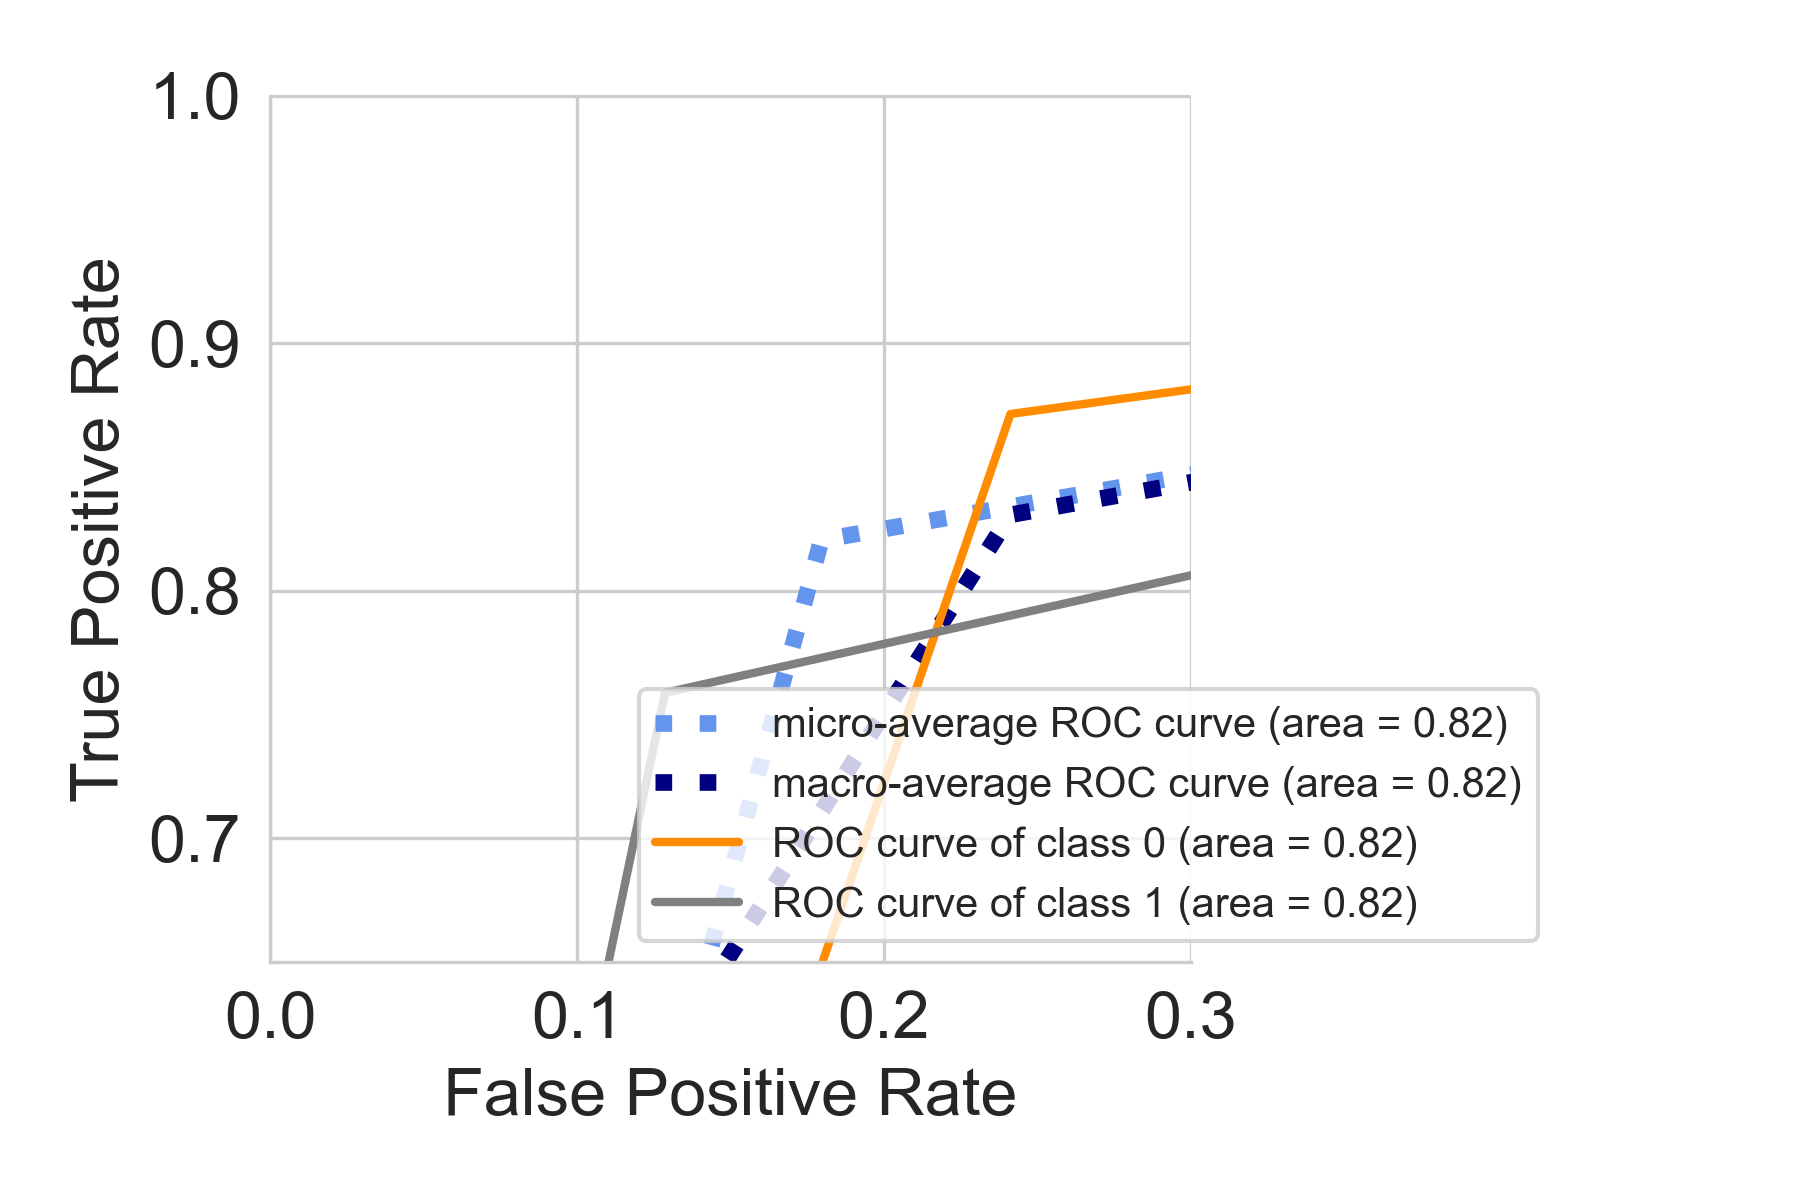 1.0
0.9
0.8
0.7
True Positive Rate
micro-average ROC curve (area = 0.82)
macro-average ROC curve (area = 0.82)
ROC curve of class 0 (area = 0.82)
ROC curve of class 1 (area = 0.82)
0.0 0.1 0.2 0.3
False Positive Rate